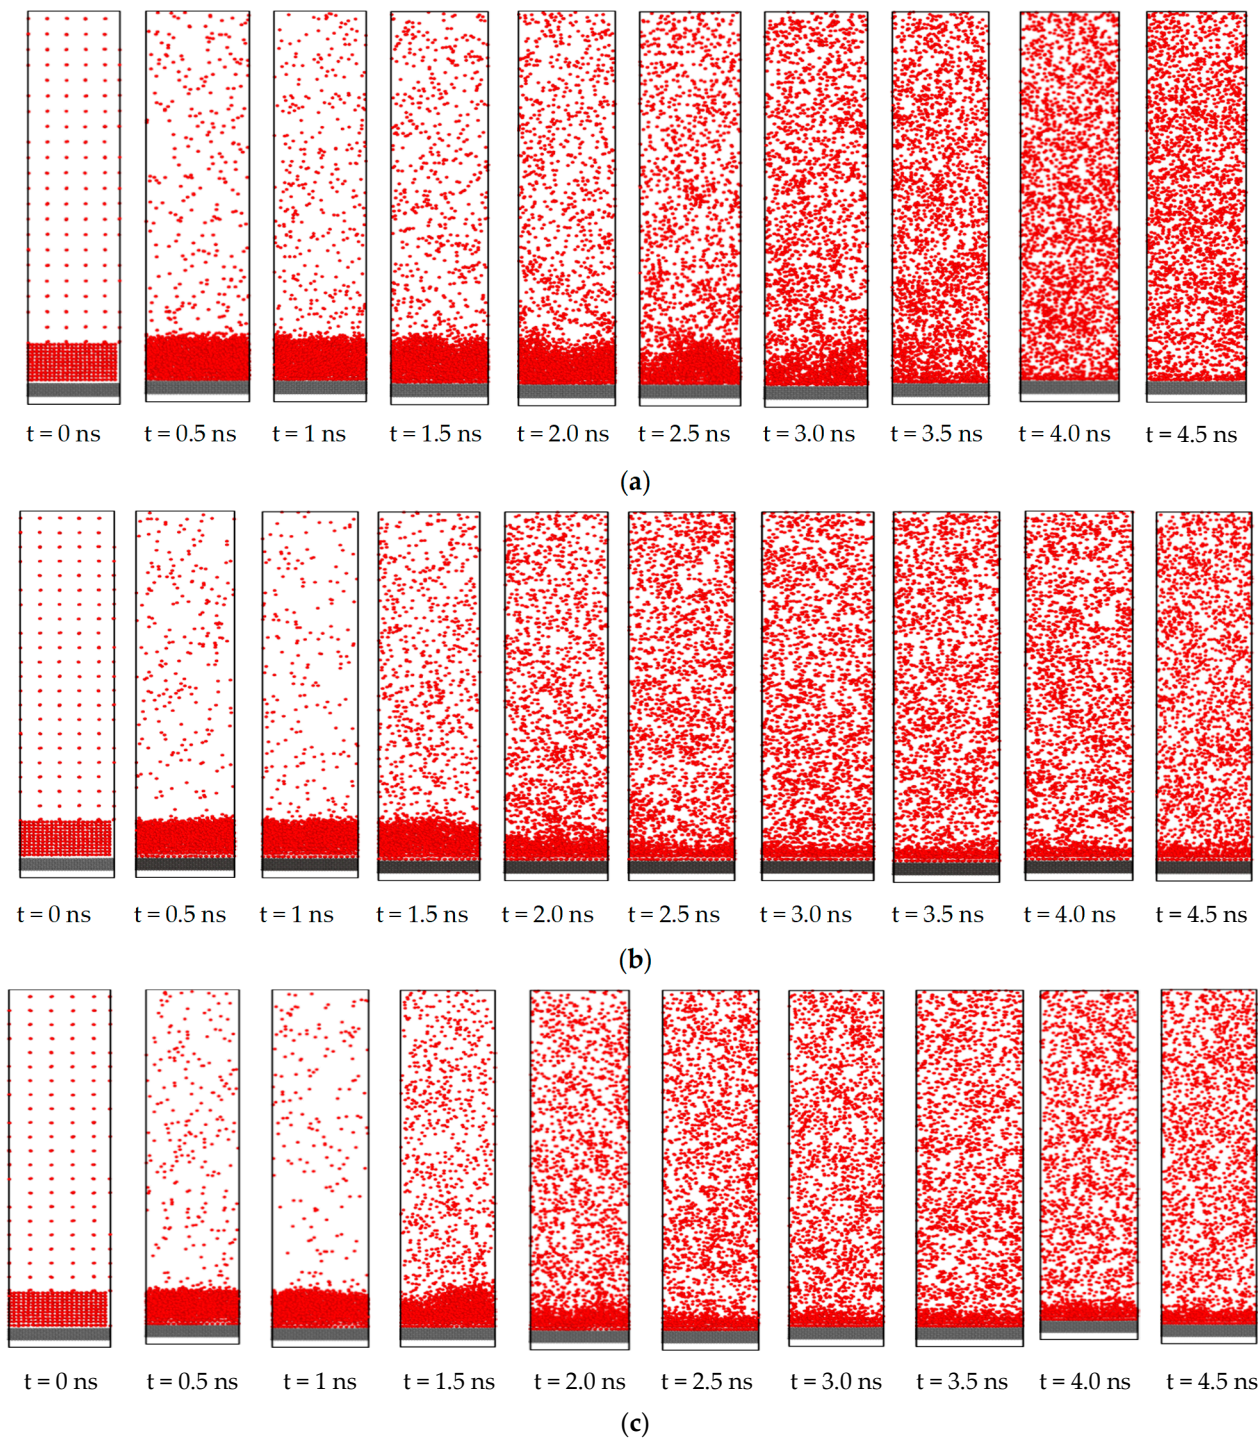 t = 0 ns t = 0.5 ns t = 1 ns t = 1.5 ns t = 2.0 ns t = 2.5 ns t = 3.0 ns t = 3.5 ns t = 4.0 ns t = 4.5 ns
(a)
t = 0 ns t = 0.5 ns t = 1 ns t = 1.5 ns t = 2.0 ns t = 2.5 ns t = 3.0 ns t = 3.5 ns t = 4.0 ns t = 4.5 ns
(b)
t = 0 ns t = 0.5 ns t = 1 ns t = 1.5 ns t = 2.0 ns t = 2.5 ns t = 3.0 ns t = 3.5 ns t = 4.0 ns t = 4.5 ns
(c)